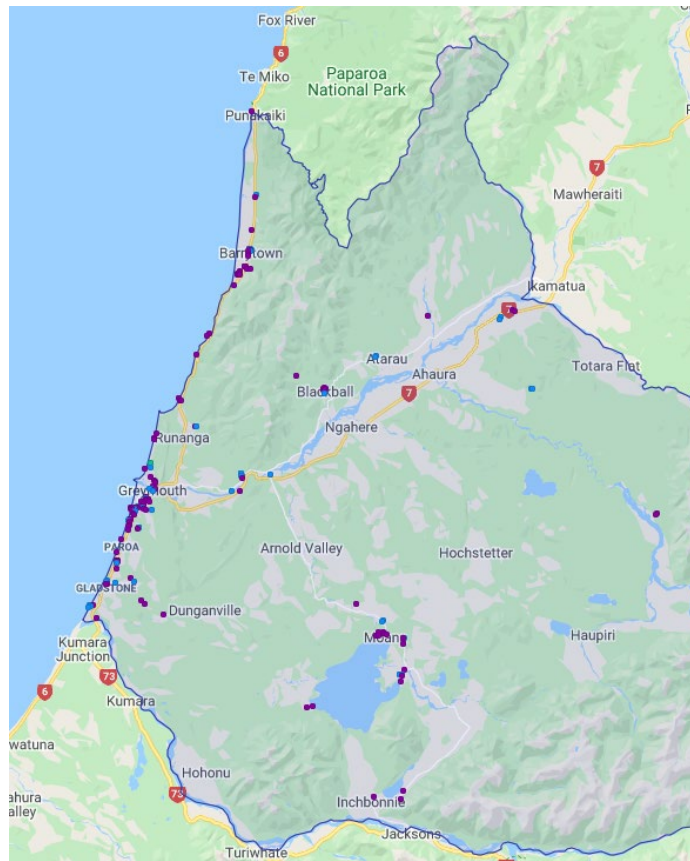 Fox River
6
Te Miko
Paparoa
National Park
Punakaiki
7
Mawheraiti
Barrytown
Ikamatua
7
Atarau
Totara Flat
Ahaura
Blackball
7
Ngahere
Runanga
Greymouth
Arnold Valley
Hochstetter
PAROA
GLADSTONE
Dunganville
Moana
Haupiri
Kumara
Junction
73
6
Kumara
watuna
Hohonu
ahura
alley
73
Inchbonnie
Jacksons
Turiwhate